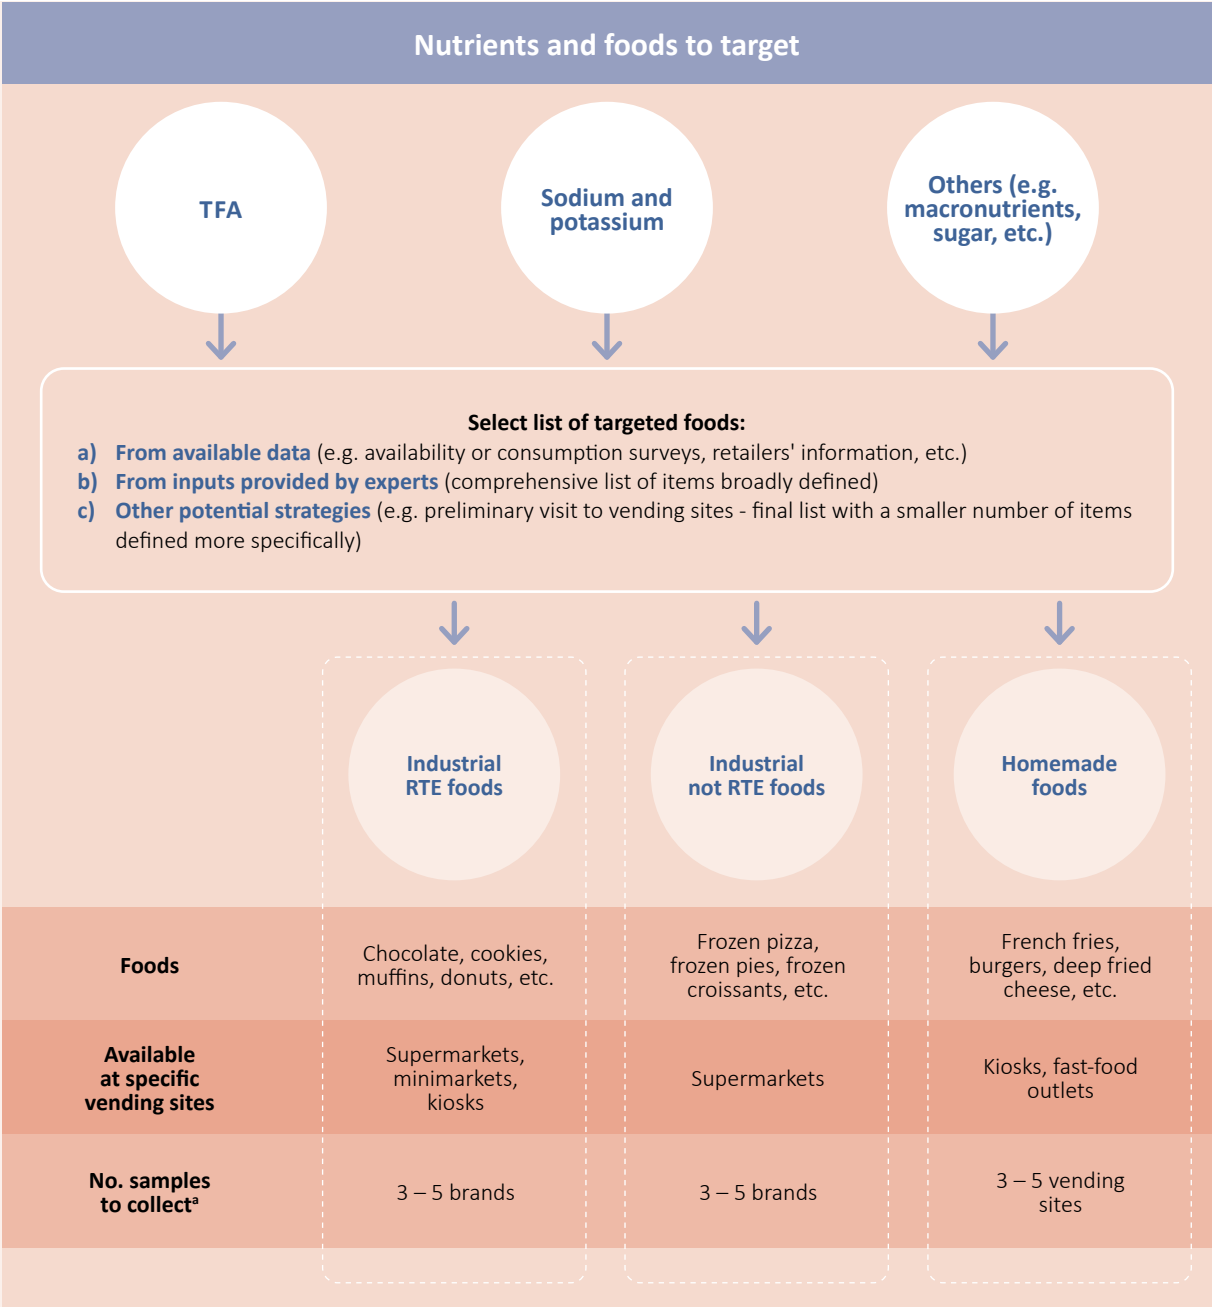 Nutrients and foods to target
TFA
Sodium and
potassium
Others (e.g.
macronutrients,
sugar, etc.)
Select list of targeted foods:
a) From available data (e.g. availability or consumption surveys, retailers' information, etc.)
b) From inputs provided by experts (comprehensive list of items broadly defined)
c) Other potential strategies (e.g. preliminary visit to vending sites - final list with a smaller number of items
defined more specifically)
Industrial
RTE foods
Industrial
not RTE foods
Homemade
foods
Foods
Chocolate, cookies,
muffins, donuts, etc.
Frozen pizza,
frozen pies, frozen
croissants, etc.
French fries,
burgers, deep fried
cheese, etc.
Available
at specific
vending sites
Supermarkets,
minimarkets,
kiosks
Supermarkets
Kiosks, fast-food
outlets
No. samples
to collectᵃ
3 – 5 brands
3 – 5 brands
3 – 5 vending
sites